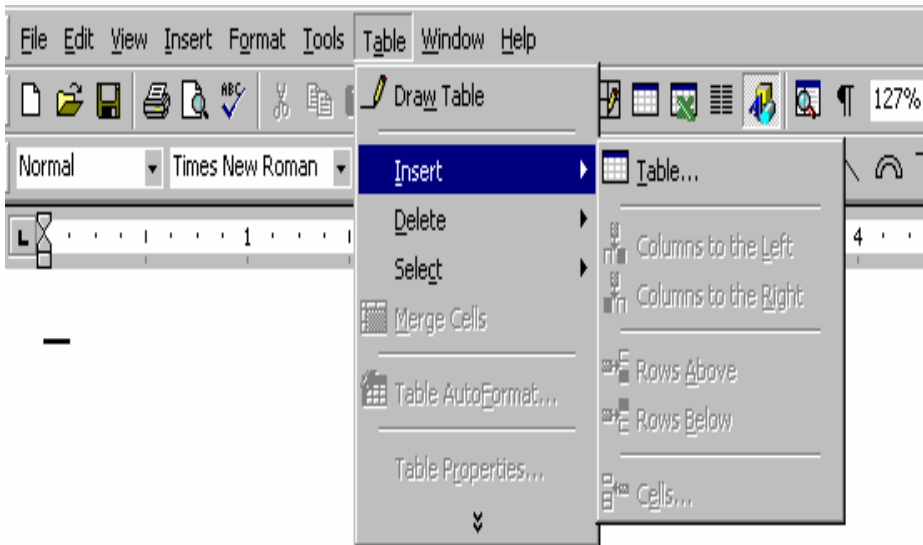 File Edit View Insert Format Tools Table Window Help
ABC
127%
Normal Times New Roman
L 1 4
Draw Table
Insert
Delete
Select
Merge Cells
Table AutoFormat...
Table Properties...
Table...
Columns to the Left
Columns to the Right
Rows Above
Rows Below
Cells...